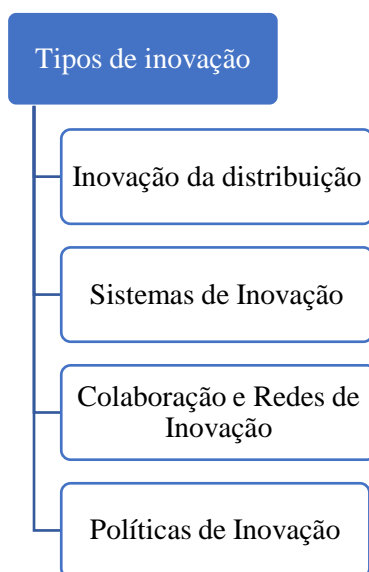 Tipos de inovação
Inovação da distribuição
Sistemas de Inovação
Colaboração e Redes de
Inovação
Políticas de Inovação